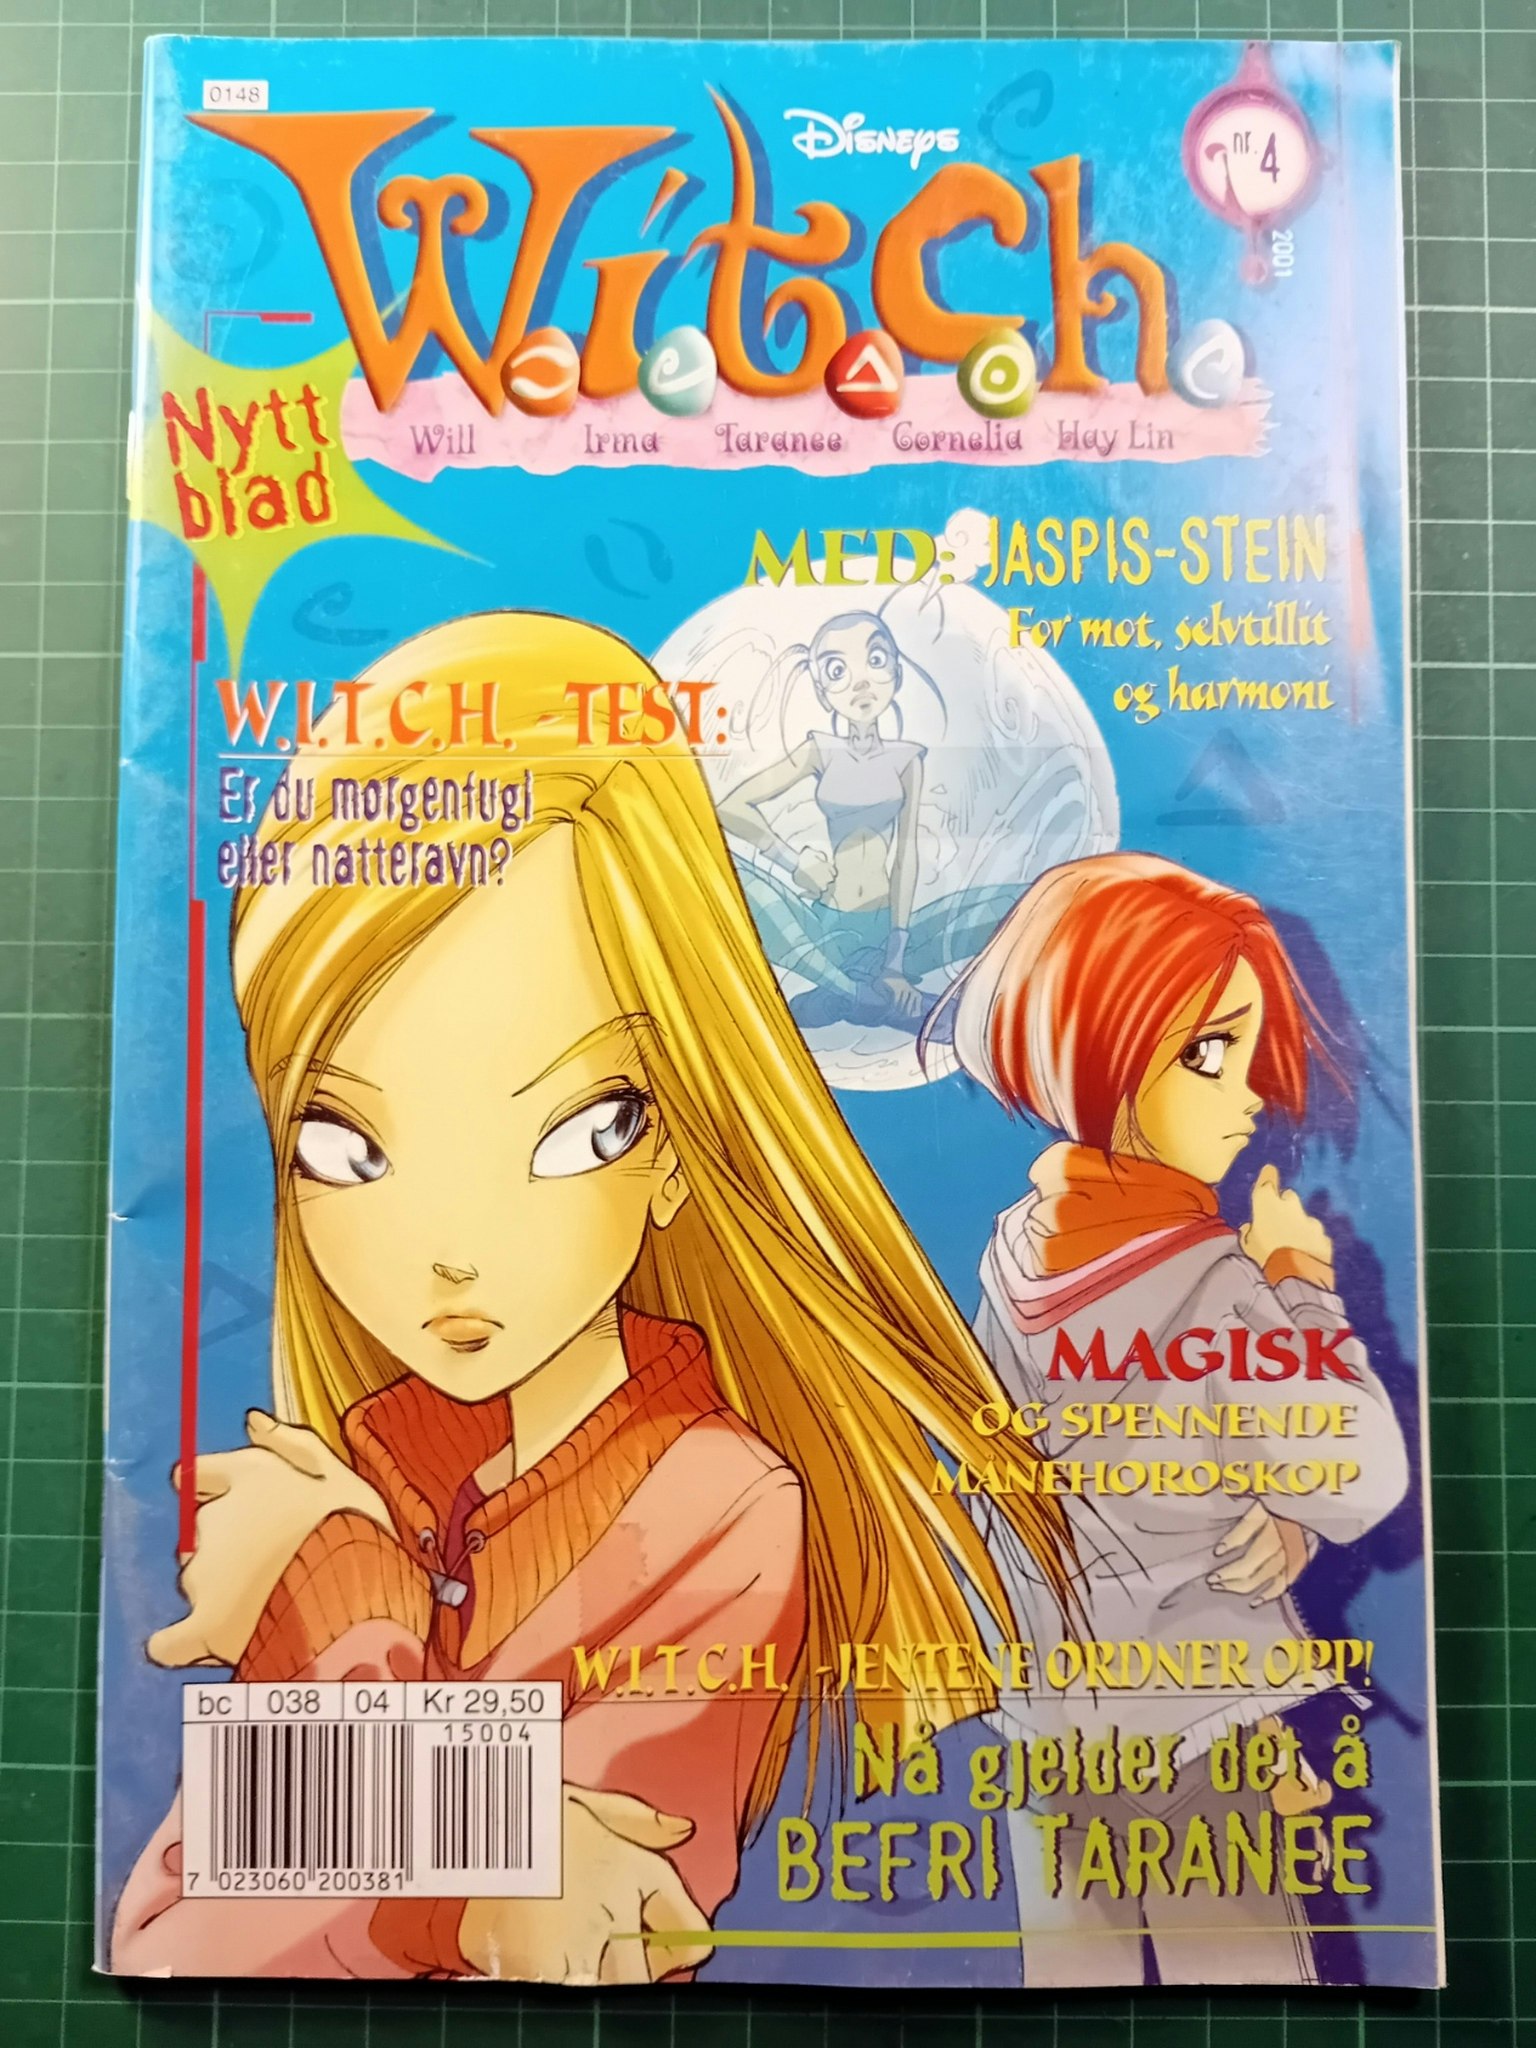 0148
DISNEYS
W.i.t.c.h.
nr. 4
2001
Will Irma Taranee Cornelia Hay Lin
Nytt
blad
MED: JASPIS-STEIN
For mot, selvtillit
og harmoni
W.I.T.C.H. -TEST:
Er du morgenfugl
eller natteravn?
MAGISK
OG SPENNENDE
MÅNEHOROSKOP
W.I.T.C.H. -JENTENE ORDNER OPP!
Nå gjelder det å
BEFRI TARANEE
bc 038 04 Kr 29,50
15004
7 023060 200381